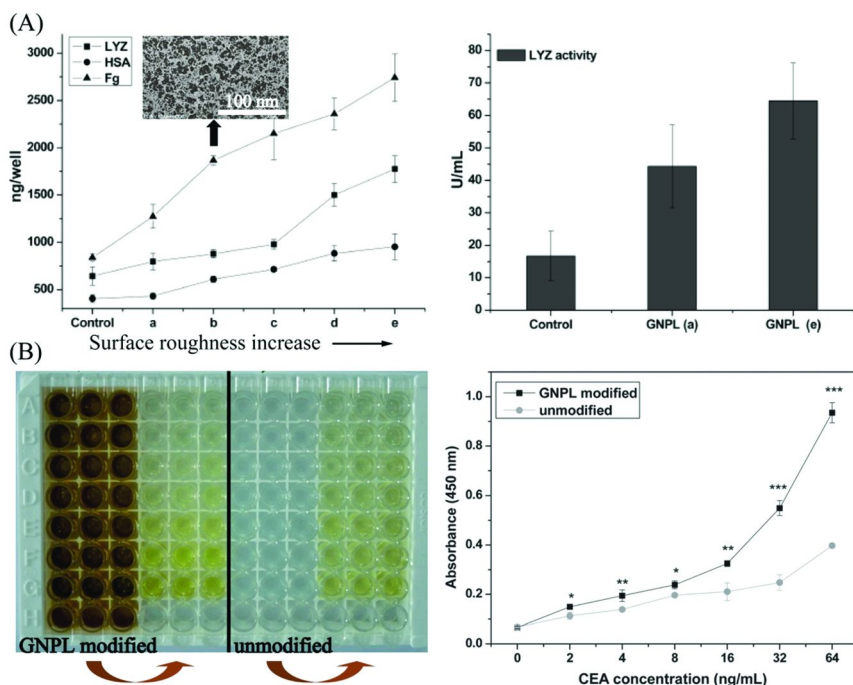 (A)
LYZ
HSA
Fg
100 nm
3000
2500
2000
1500
1000
500
ng/well
Control a b c d e
Surface roughness increase
LYZ activity
80
70
60
50
40
30
20
10
0
U/mL
Control GNPL (a) GNPL (e)
(B)
A
B
C
D
E
F
G
H
GNPL modified unmodified
GNPL modified
unmodified
1.0
0.8
0.6
0.4
0.2
0.0
Absorbance (450 nm)
* ** * ** *** ***
0 2 4 8 16 32 64
CEA concentration (ng/mL)